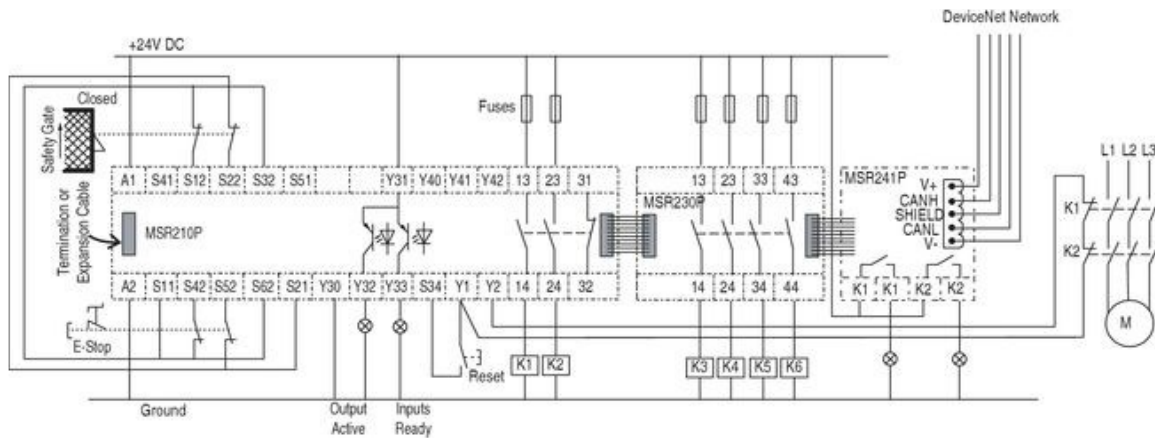 DeviceNet Network
+24V DC
Closed
Safety Gate
Fuses
L1 L2 L3
A1 S41 S12 S22 S32 S51 Y31 Y40 Y41 Y42 13 23 31
13 23 33 43
MSR241P
V+
CANH
SHIELD
CANL
V-
K1
K2
Termination or
Expansion Cable
MSR210P
MSR230P
A2 S11 S42 S52 S62 S21 Y30 Y32 Y33 S34 Y1 Y2 14 24 32
14 24 34 44
K1 K1 K2 K2
M
E-Stop
Reset
K1 K2
K3 K4 K5 K6
Ground
Output
Active
Inputs
Ready